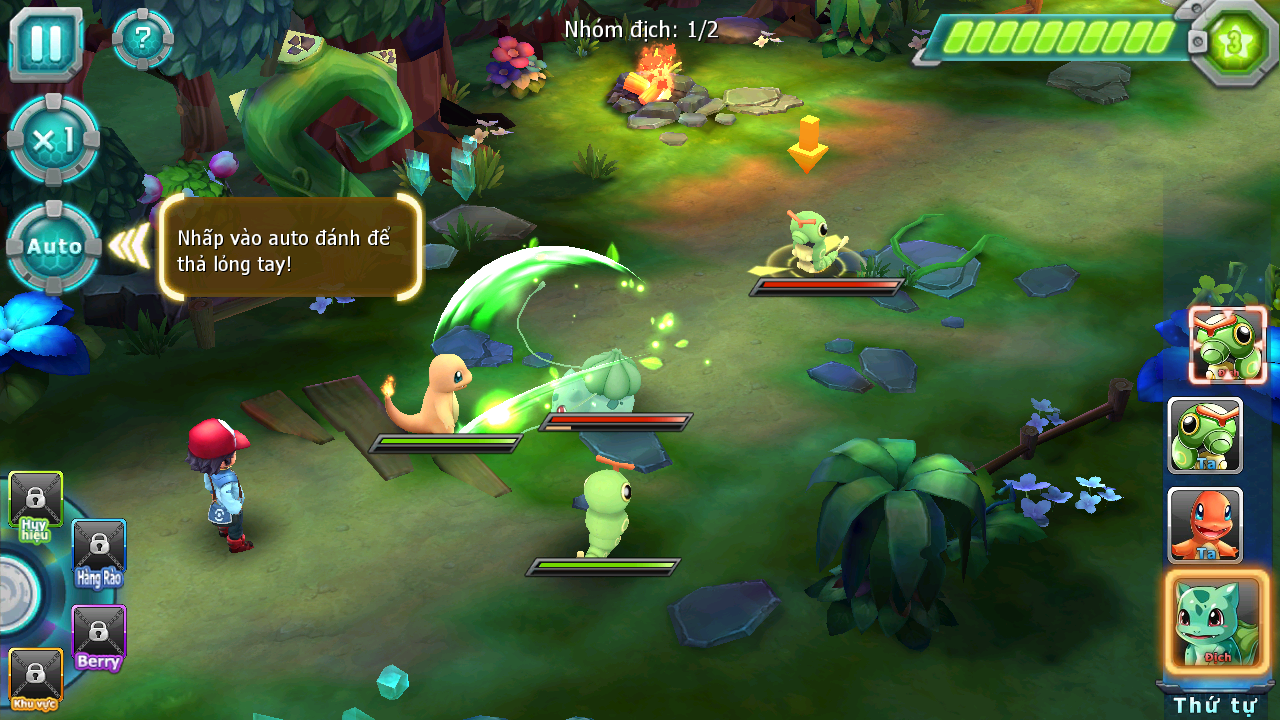 ?
Nhóm địch: 1/2
3
×1
Auto
Nhấp vào auto đánh để
thả lỏng tay!
Ta
Ta
Địch
Thứ tự
Huy
hiệu
Hàng Rào
Berry
Khu vực